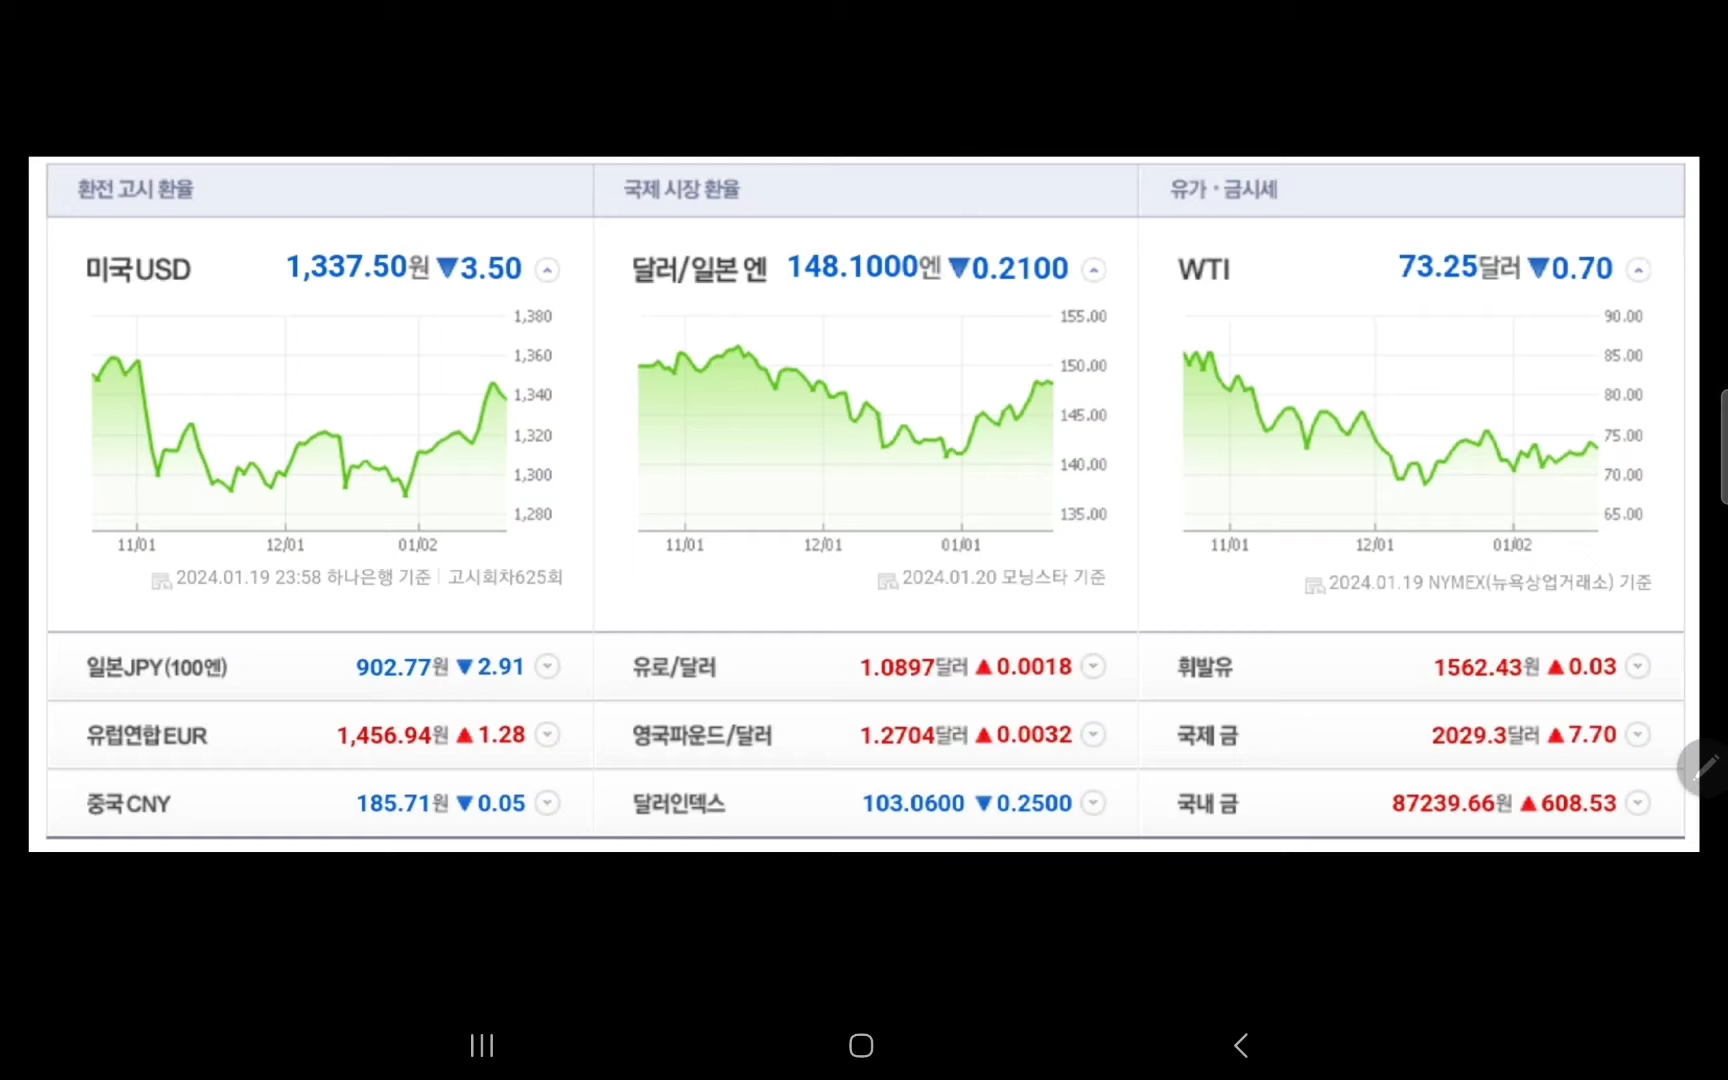 환전 고시 환율
미국 USD 1,337.50원 ▼3.50
1,380
1,360
1,340
1,320
1,300
1,280
11/01 12/01 01/02
2024.01.19 23:58 하나은행 기준 | 고시회차625회
일본 JPY (100엔) 902.77원 ▼2.91
유럽연합 EUR 1,456.94원 ▲1.28
중국 CNY 185.71원 ▼0.05
국제 시장 환율
달러/일본 엔 148.1000엔 ▼0.2100
155.00
150.00
145.00
140.00
135.00
11/01 12/01 01/01
2024.01.20 모닝스타 기준
유로/달러 1.0897달러 ▲0.0018
영국파운드/달러 1.2704달러 ▲0.0032
달러인덱스 103.0600 ▼0.2500
유가·금시세
WTI 73.25달러 ▼0.70
90.00
85.00
80.00
75.00
70.00
65.00
11/01 12/01 01/02
2024.01.19 NYMEX(뉴욕상업거래소) 기준
휘발유 1562.43원 ▲0.03
국제 금 2029.3달러 ▲7.70
국내 금 87239.66원 ▲608.53